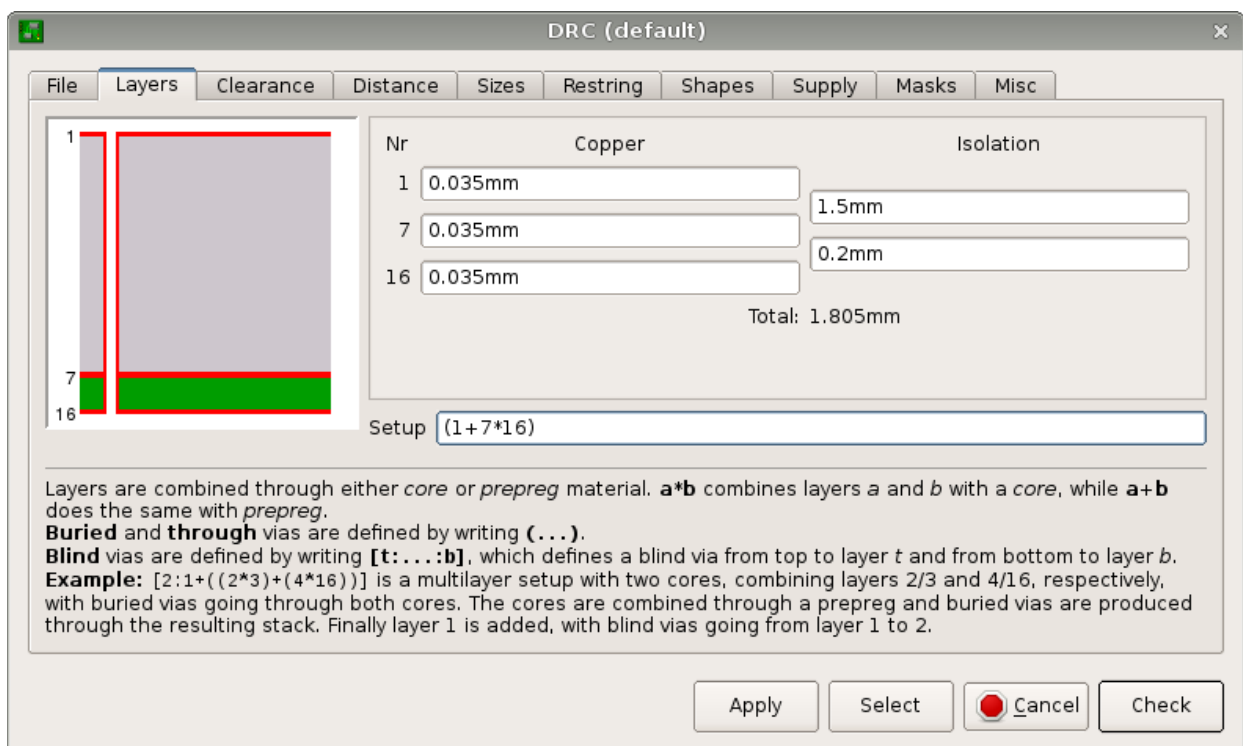 DRC (default)
File Layers Clearance Distance Sizes Restring Shapes Supply Masks Misc
1
7
16
Nr Copper Isolation
1 0.035mm
1.5mm
7 0.035mm
0.2mm
16 0.035mm
Total: 1.805mm
Setup (1+7*16)
Layers are combined through either core or prepreg material. a*b combines layers a and b with a core, while a+b
does the same with prepreg.
Buried and through vias are defined by writing (...).
Blind vias are defined by writing [t:...:b], which defines a blind via from top to layer t and from bottom to layer b.
Example: [2:1+((2*3)+(4*16))] is a multilayer setup with two cores, combining layers 2/3 and 4/16, respectively,
with buried vias going through both cores. The cores are combined through a prepreg and buried vias are produced
through the resulting stack. Finally layer 1 is added, with blind vias going from layer 1 to 2.
Apply Select Cancel Check